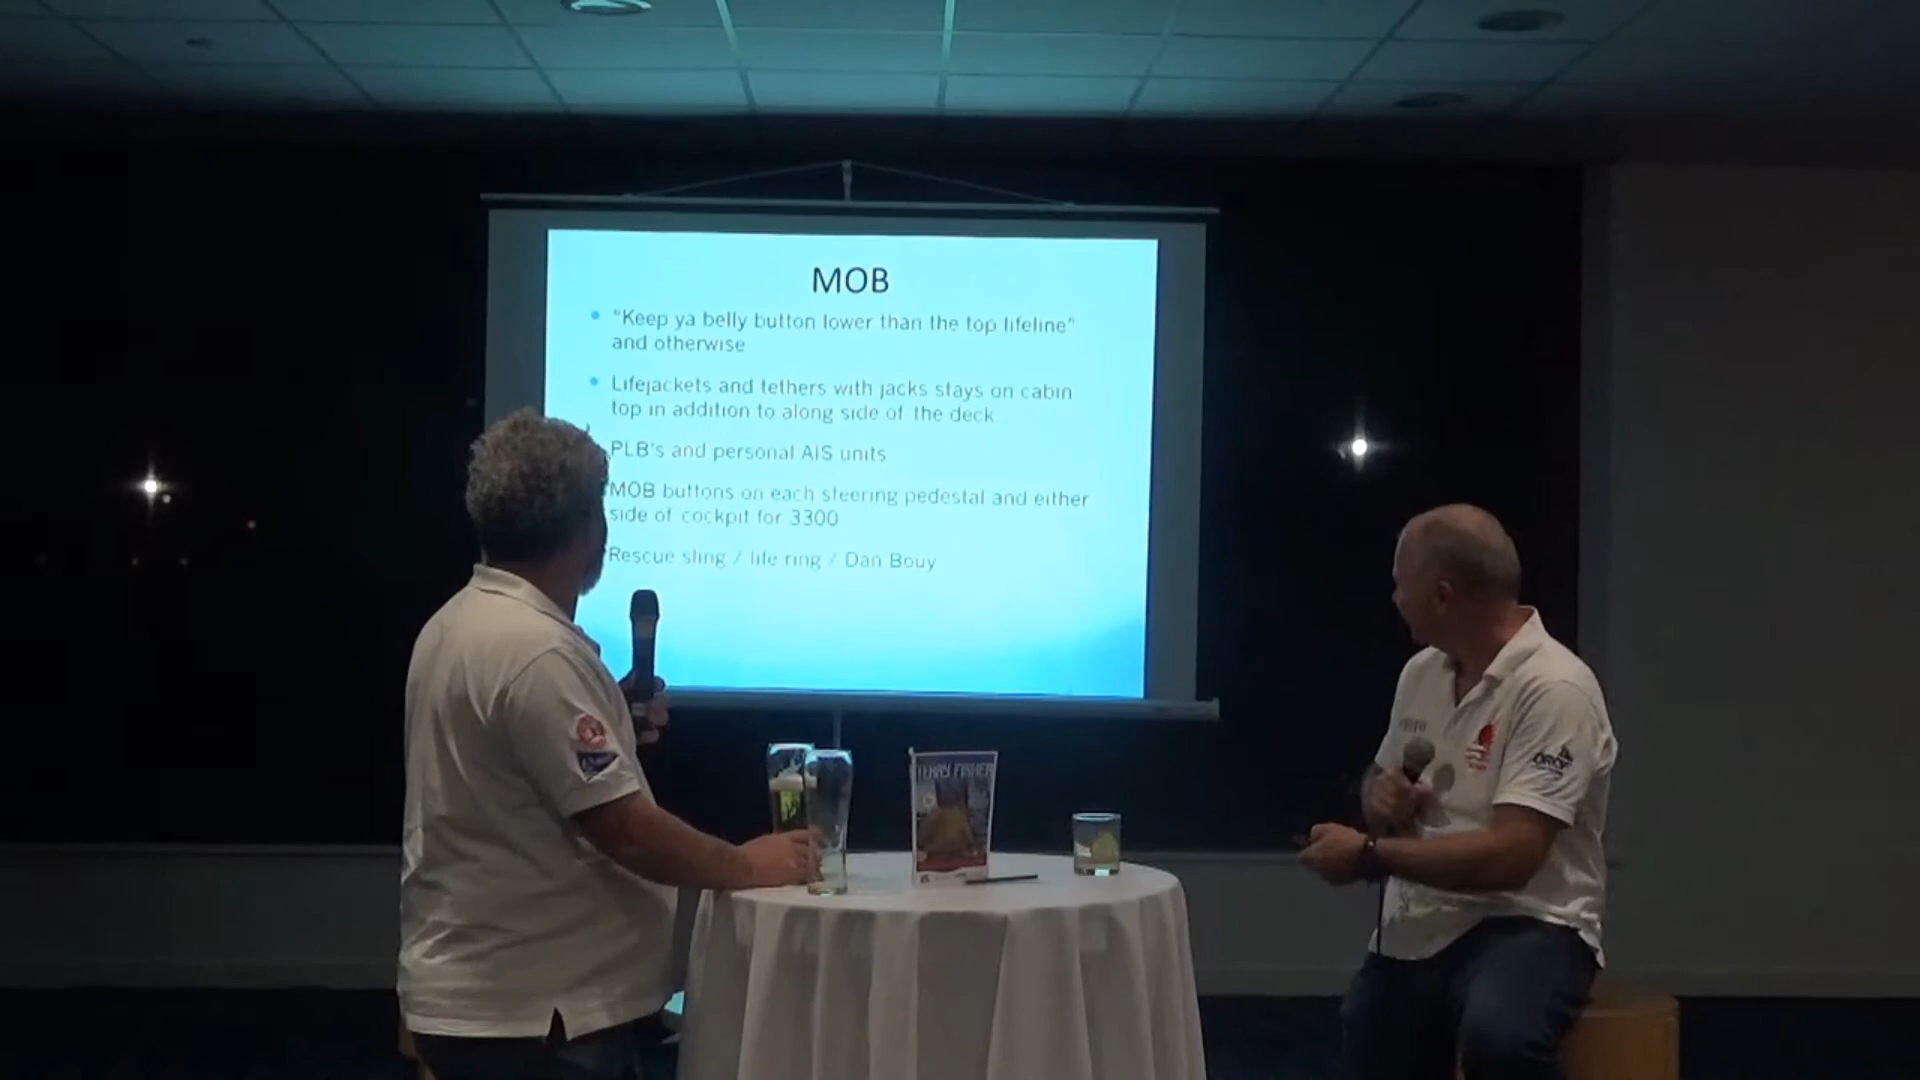 MOB
"Keep ya belly button lower than the top lifeline"
and otherwise
Lifejackets and tethers with jacks stays on cabin
top in addition to along side of the deck.
PLB's and personal AIS units
MOB buttons on each steering pedestal and either
side of cockpit for 3300
Rescue sling / life ring / Dan Bouy